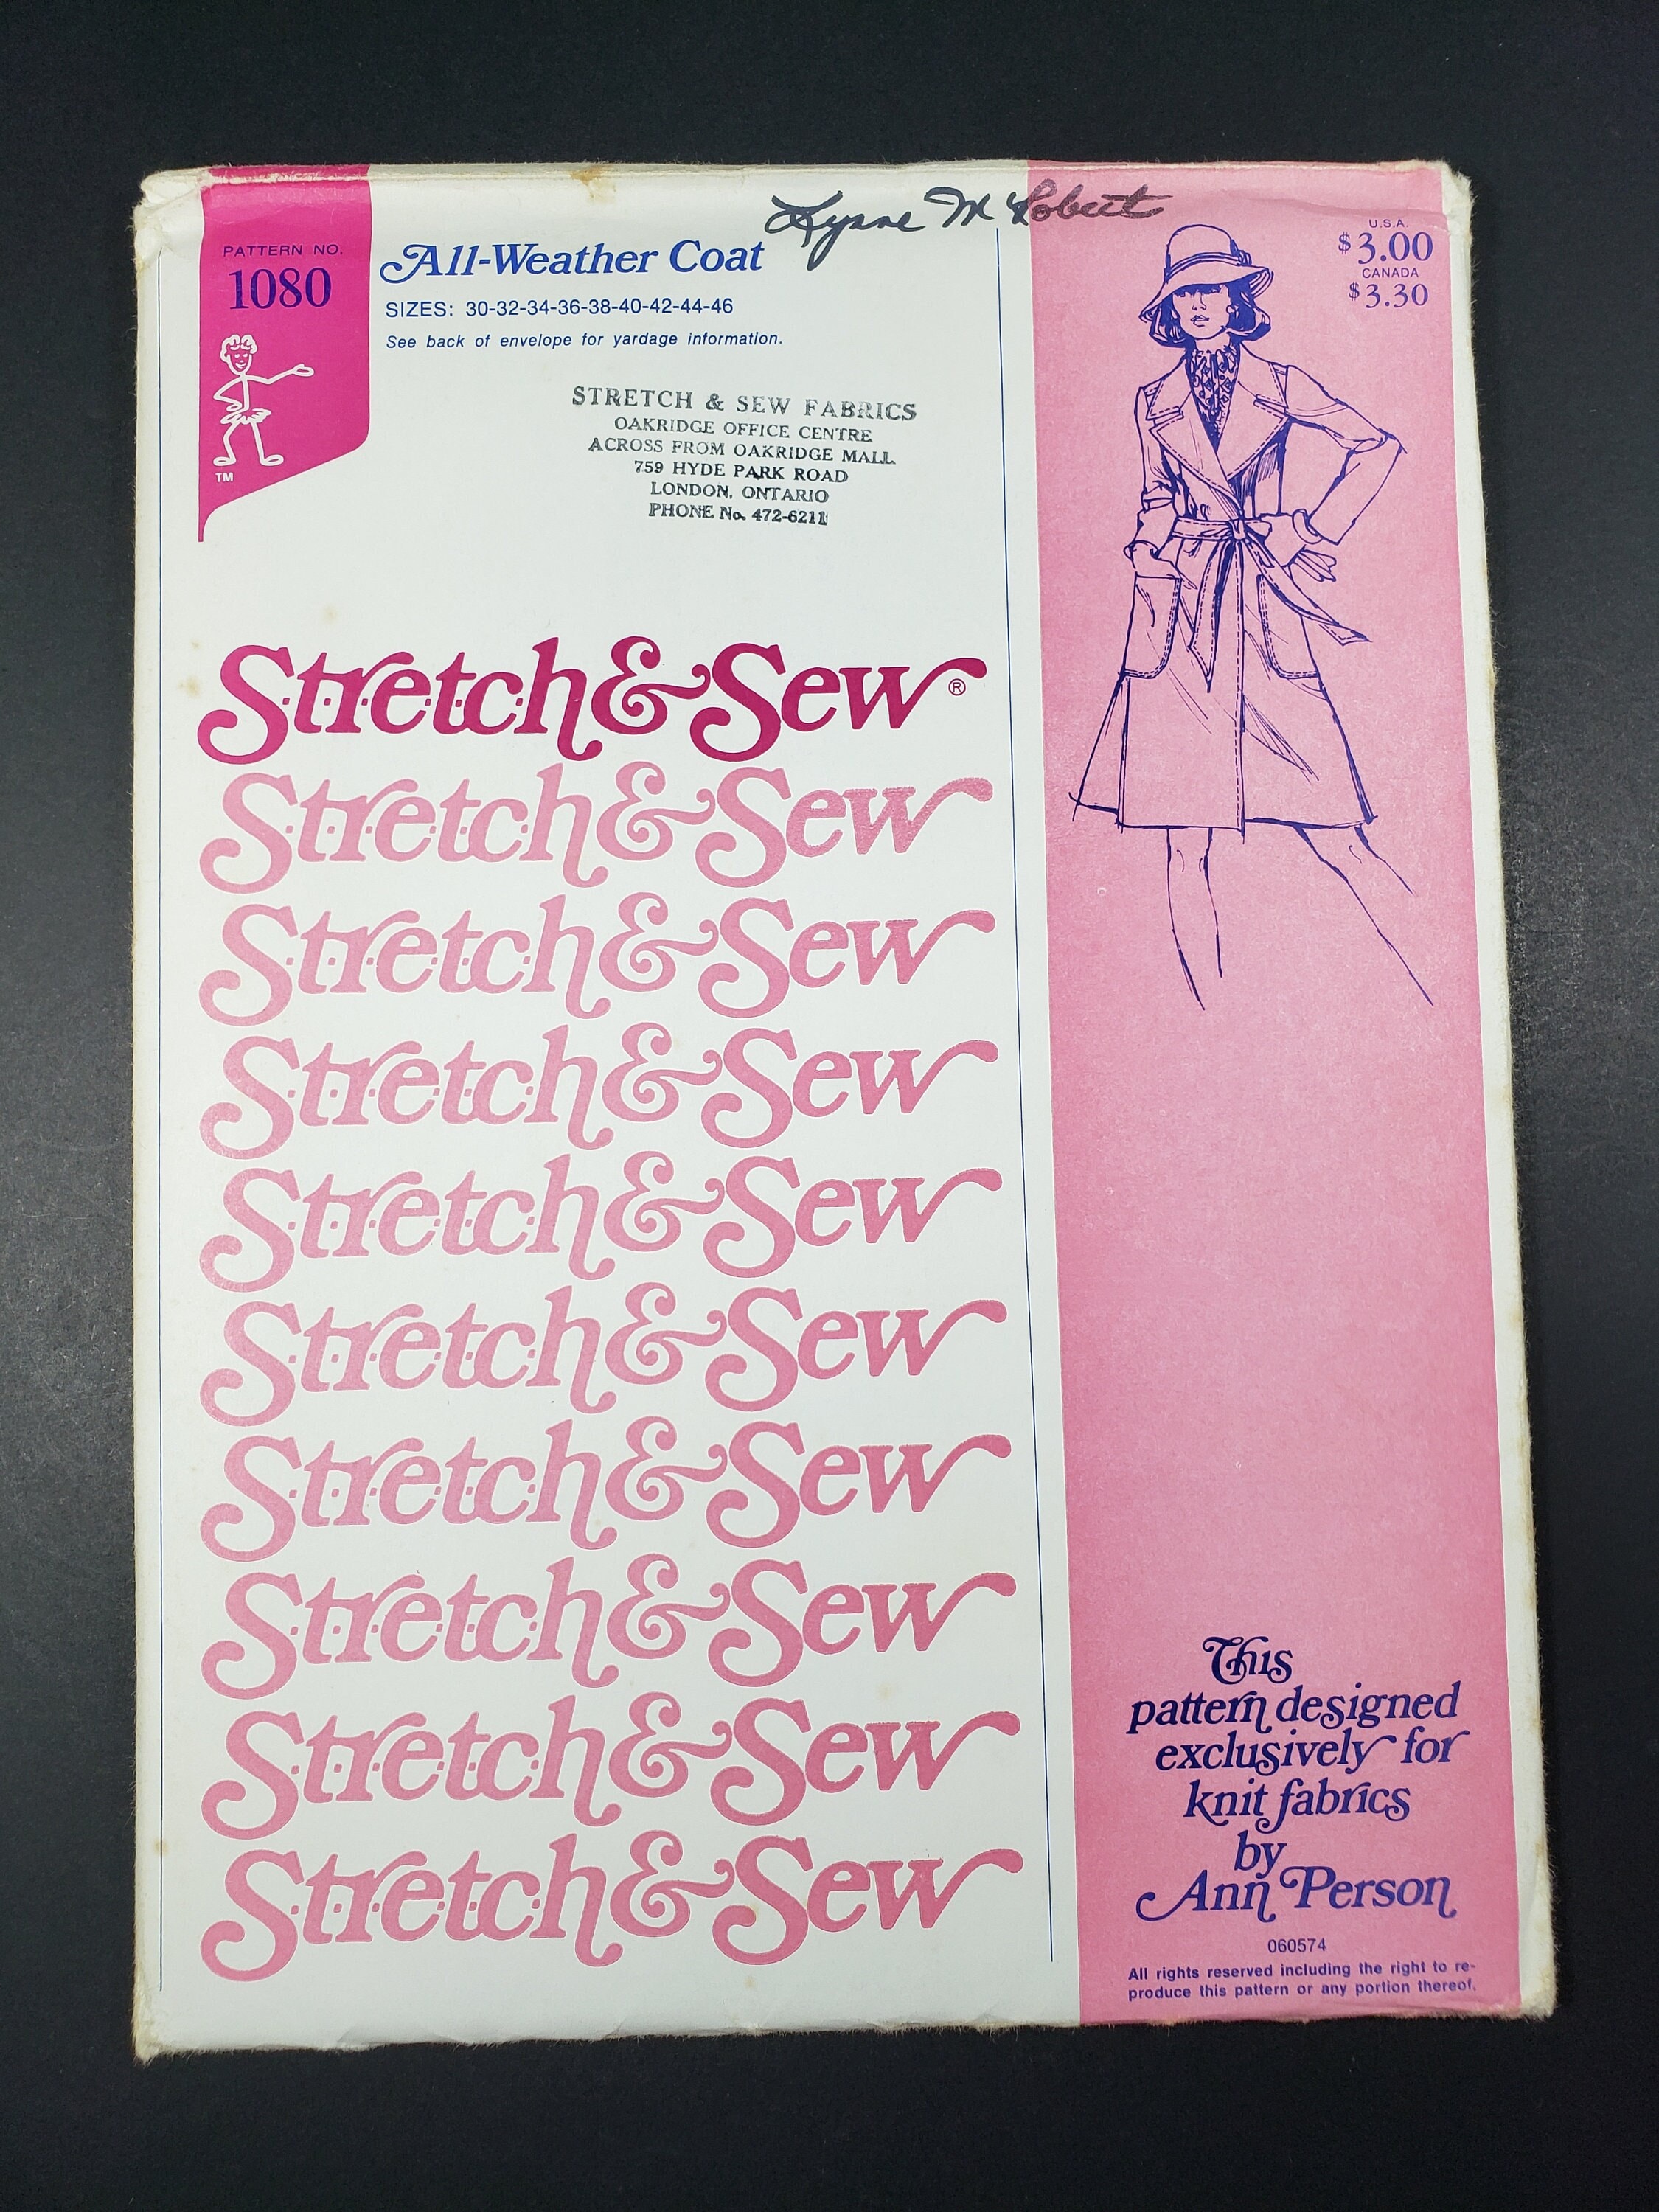 Lynne M Robert
PATTERN NO.
1080
TM
All-Weather Coat
SIZES: 30-32-34-36-38-40-42-44-46
See back of envelope for yardage information.
STRETCH & SEW FABRICS
OAKRIDGE OFFICE CENTRE
ACROSS FROM OAKRIDGE MALL
759 HYDE PARK ROAD
LONDON, ONTARIO
PHONE No. 472-6211
Stretch & Sew®
Stretch & Sew
Stretch & Sew
Stretch & Sew
Stretch & Sew
Stretch & Sew
Stretch & Sew
Stretch & Sew
Stretch & Sew
Stretch & Sew
U.S.A.
$3.00
CANADA
$3.30
This
pattern designed
exclusively for
knit fabrics
by
Ann Person
060574
All rights reserved including the right to re-
produce this pattern or any portion thereof.